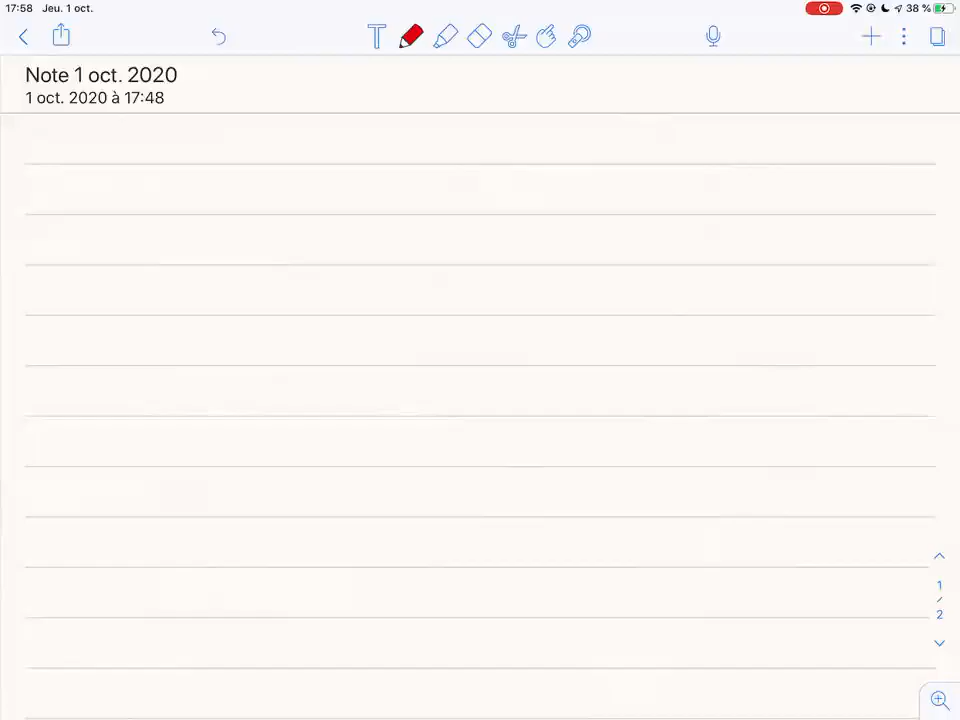 17:58 Jeu. 1 oct. 38 %
Note 1 oct. 2020
1 oct. 2020 à 17:48
1
/
2